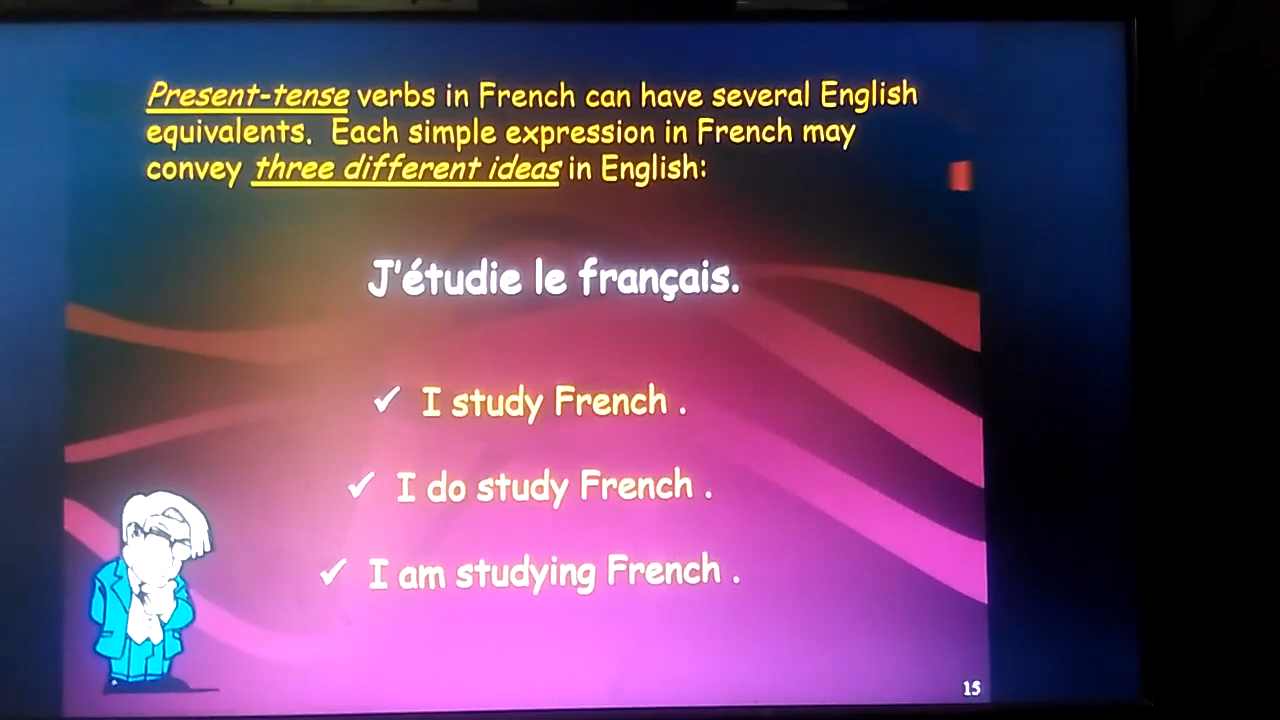 Present-tense verbs in French can have several English
equivalents. Each simple expression in French may
convey three different ideas in English:
J'étudie le français.
✓ I study French .
✓ I do study French .
✓ I am studying French .
15